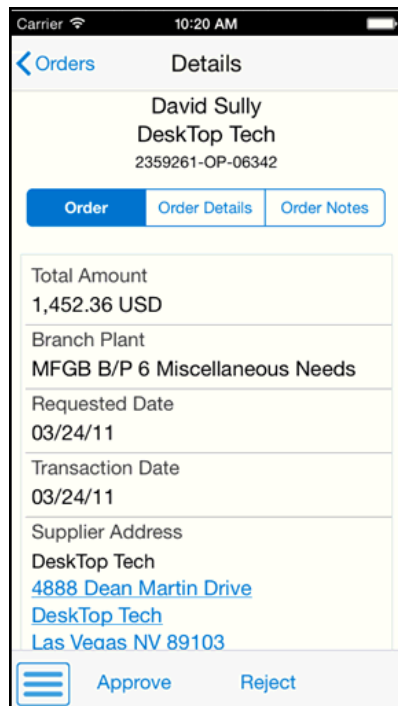 Carrier 10:20 AM
Orders Details
David Sully
DeskTop Tech
2359261-OP-06342
Order Order Details Order Notes
Total Amount
1,452.36 USD
Branch Plant
MFGB B/P 6 Miscellaneous Needs
Requested Date
03/24/11
Transaction Date
03/24/11
Supplier Address
DeskTop Tech
4888 Dean Martin Drive
DeskTop Tech
Las Vegas NV 89103
Approve Reject